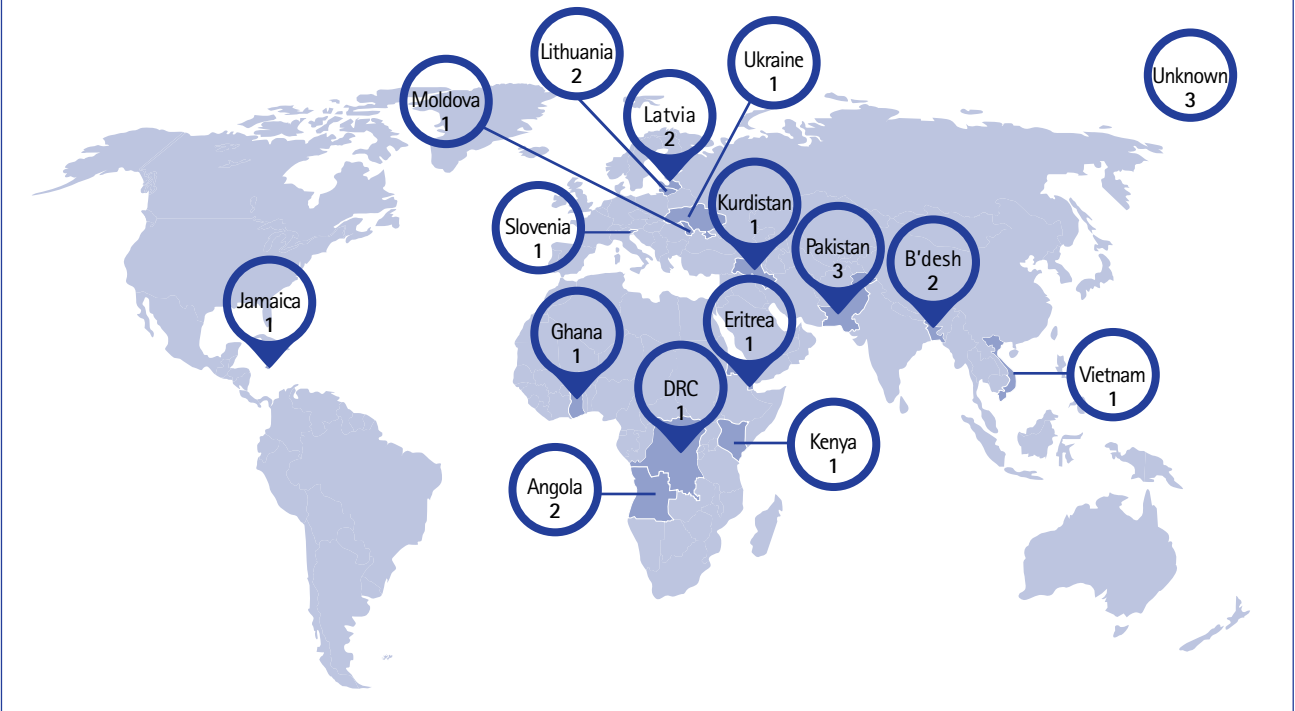 Lithuania
2
Ukraine
1
Unknown
3
Moldova
1
Latvia
2
Kurdistan
1
Slovenia
1
Pakistan
3
B'desh
2
Jamaica
1
Ghana
1
Eritrea
1
DRC
1
Vietnam
1
Kenya
1
Angola
2